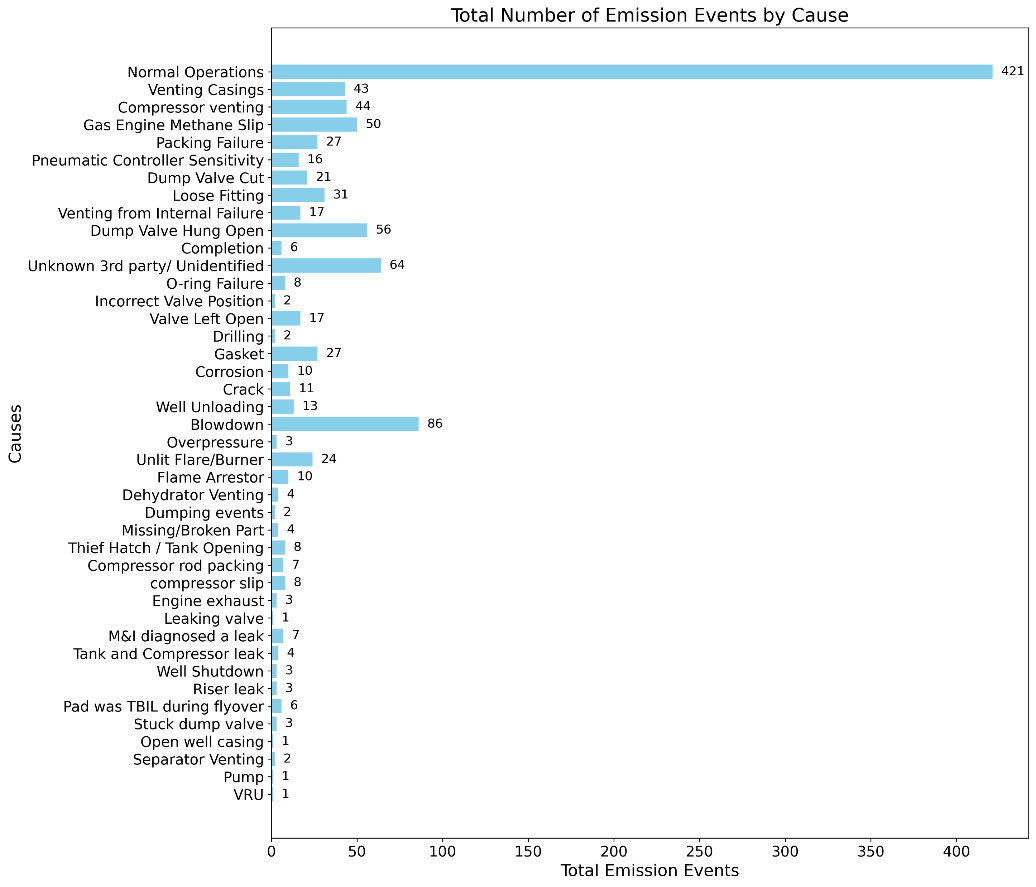 Total Number of Emission Events by Cause
Normal Operations 421
Venting Casings 43
Compressor venting 44
Gas Engine Methane Slip 50
Packing Failure 27
Pneumatic Controller Sensitivity 16
Dump Valve Cut 21
Loose Fitting 31
Venting from Internal Failure 17
Dump Valve Hung Open 56
Completion 6
Unknown 3rd party/ Unidentified 64
O-ring Failure 8
Incorrect Valve Position 2
Valve Left Open 17
Drilling 2
Gasket 27
Corrosion 10
Crack 11
Well Unloading 13
Blowdown 86
Overpressure 3
Unlit Flare/Burner 24
Flame Arrestor 10
Dehydrator Venting 4
Dumping events 2
Missing/Broken Part 4
Thief Hatch / Tank Opening 8
Compressor rod packing 7
compressor slip 8
Engine exhaust 3
Leaking valve 1
M&I diagnosed a leak 7
Tank and Compressor leak 4
Well Shutdown 3
Riser leak 3
Pad was TBIL during flyover 6
Stuck dump valve 3
Open well casing 1
Separator Venting 2
Pump 1
VRU 1
Causes
0 50 100 150 200 250 300 350 400
Total Emission Events